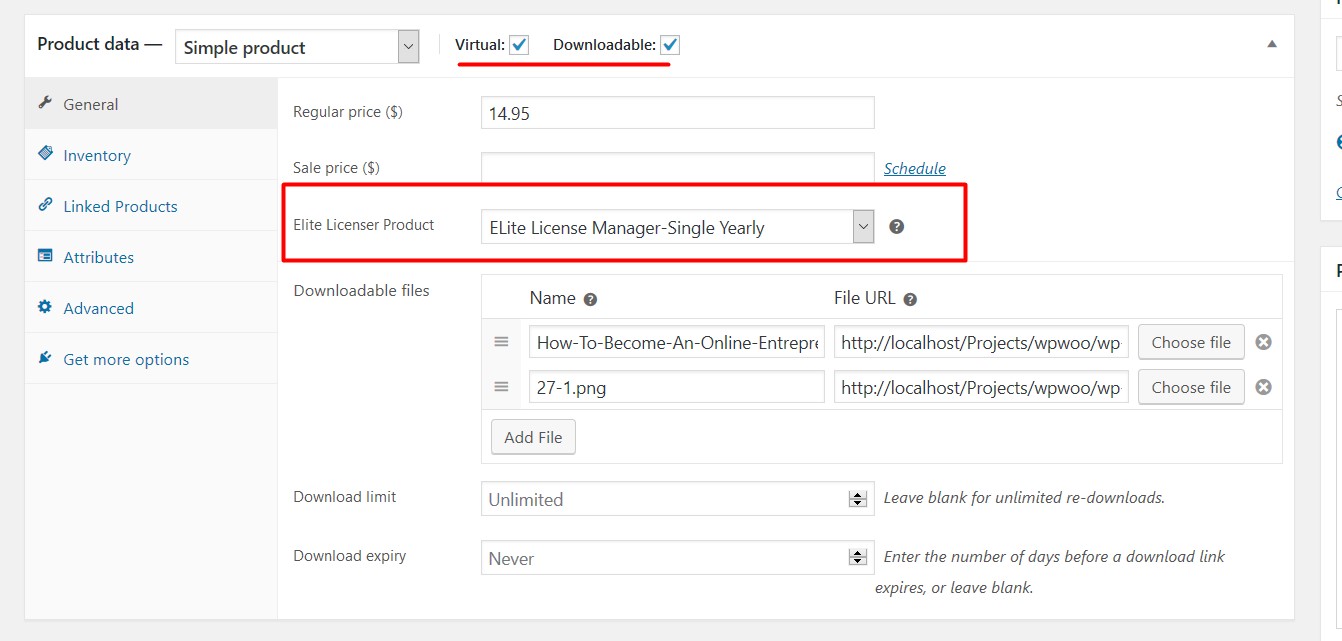 Product data — Simple product Virtual: Downloadable:
General
Inventory
Linked Products
Attributes
Advanced
Get more options
Regular price ($) 14.95
Sale price ($) Schedule
Elite Licenser Product ELite License Manager-Single Yearly
Downloadable files
Name File URL
How-To-Become-An-Online-Entrepre http://localhost/Projects/wpwoo/wp- Choose file
27-1.png http://localhost/Projects/wpwoo/wp- Choose file
Add File
Download limit Unlimited Leave blank for unlimited re-downloads.
Download expiry Never Enter the number of days before a download link
expires, or leave blank.